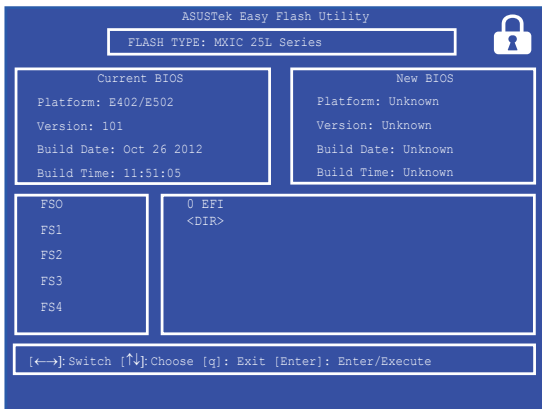 ASUSTek Easy Flash Utility
FLASH TYPE: MXIC 25L Series
Current BIOS
Platform: E402/E502
Version: 101
Build Date: Oct 26 2012
Build Time: 11:51:05
New BIOS
Platform: Unknown
Version: Unknown
Build Date: Unknown
Build Time: Unknown
FSO
FS1
FS2
FS3
FS4
0 EFI
<DIR>
[←→]: Switch [↑↓]: Choose [q]: Exit [Enter]: Enter/Execute